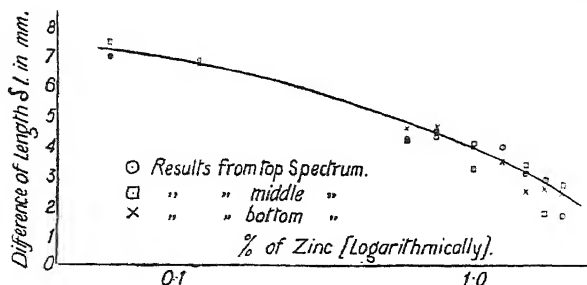 Difference of length δ l. in mm.
8
7
6
5
4
3
2
1
0
⊙ Results from Top Spectrum.
⊡ ,, ,, middle ,,
× ,, ,, bottom ,,
% of Zinc [Logarithmically].
0·1 1·0